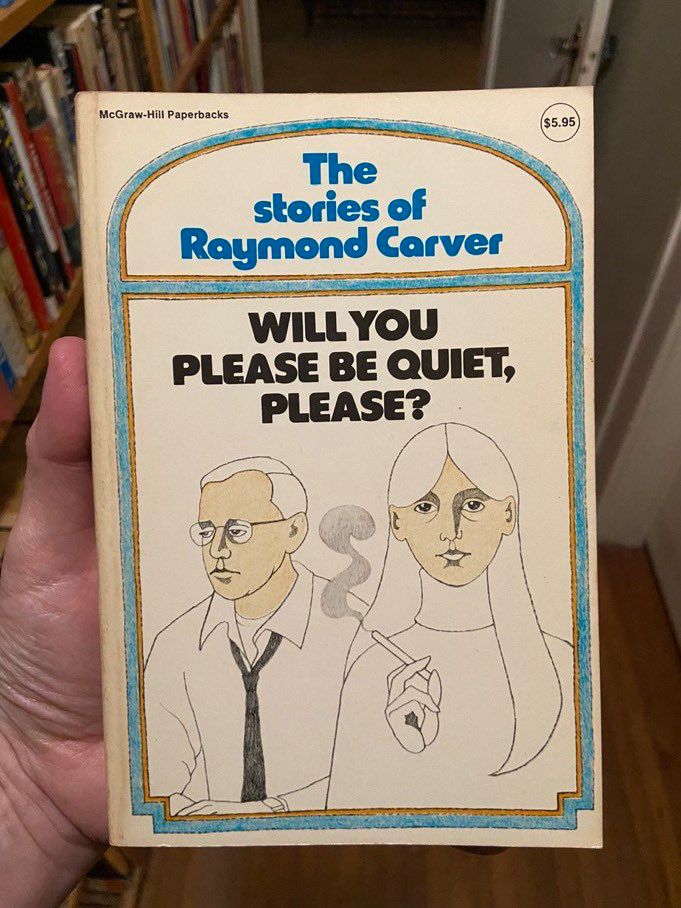 McGraw-Hill Paperbacks
$5.95
The
stories of
Raymond Carver
WILL YOU
PLEASE BE QUIET,
PLEASE?